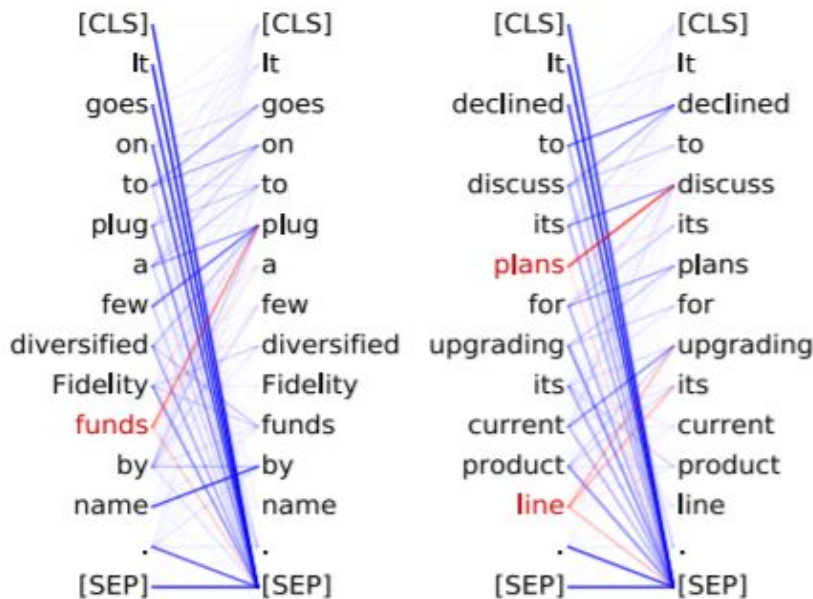 [CLS] [CLS] [CLS] [CLS]
It It It It
goes goes declined declined
on on to to
to to discuss discuss
plug plug its its
a a plans plans
few few for for
diversified diversified upgrading upgrading
Fidelity Fidelity its its
funds funds current current
by by product product
name name line line
. . . .
[SEP] [SEP] [SEP] [SEP]